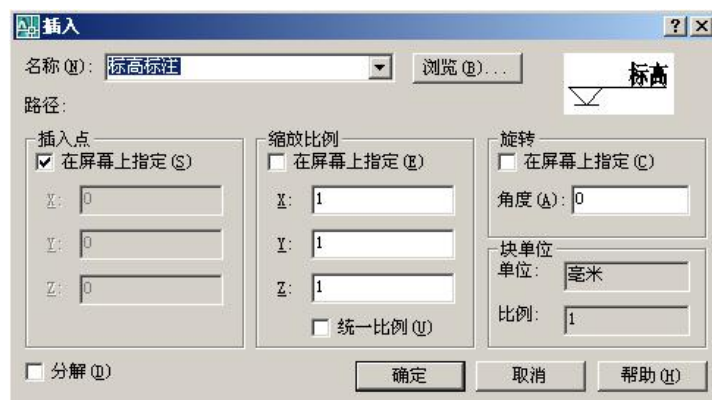 插入
名称(N): 标高标注 浏览(B)... 标高
路径:
插入点 缩放比例 旋转
在屏幕上指定(S) 在屏幕上指定(E) 在屏幕上指定(C)
X: 0 X: 1 角度(A): 0
Y: 0 Y: 1 块单位
单位: 毫米
Z: 0 Z: 1
比例: 1
统一比例(U)
分解(D) 确定 取消 帮助(H)